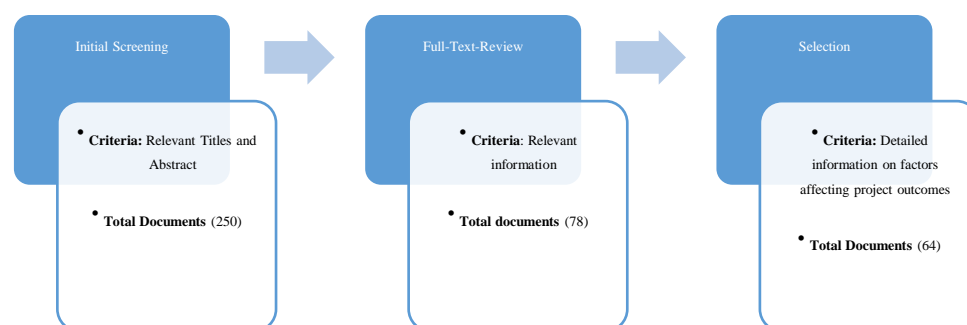 Initial Screening
• Criteria: Relevant Titles and
Abstract
• Total Documents (250)
Full-Text-Review
• Criteria: Relevant
information
• Total documents (78)
Selection
• Criteria: Detailed
information on factors
affecting project outcomes
• Total Documents (64)